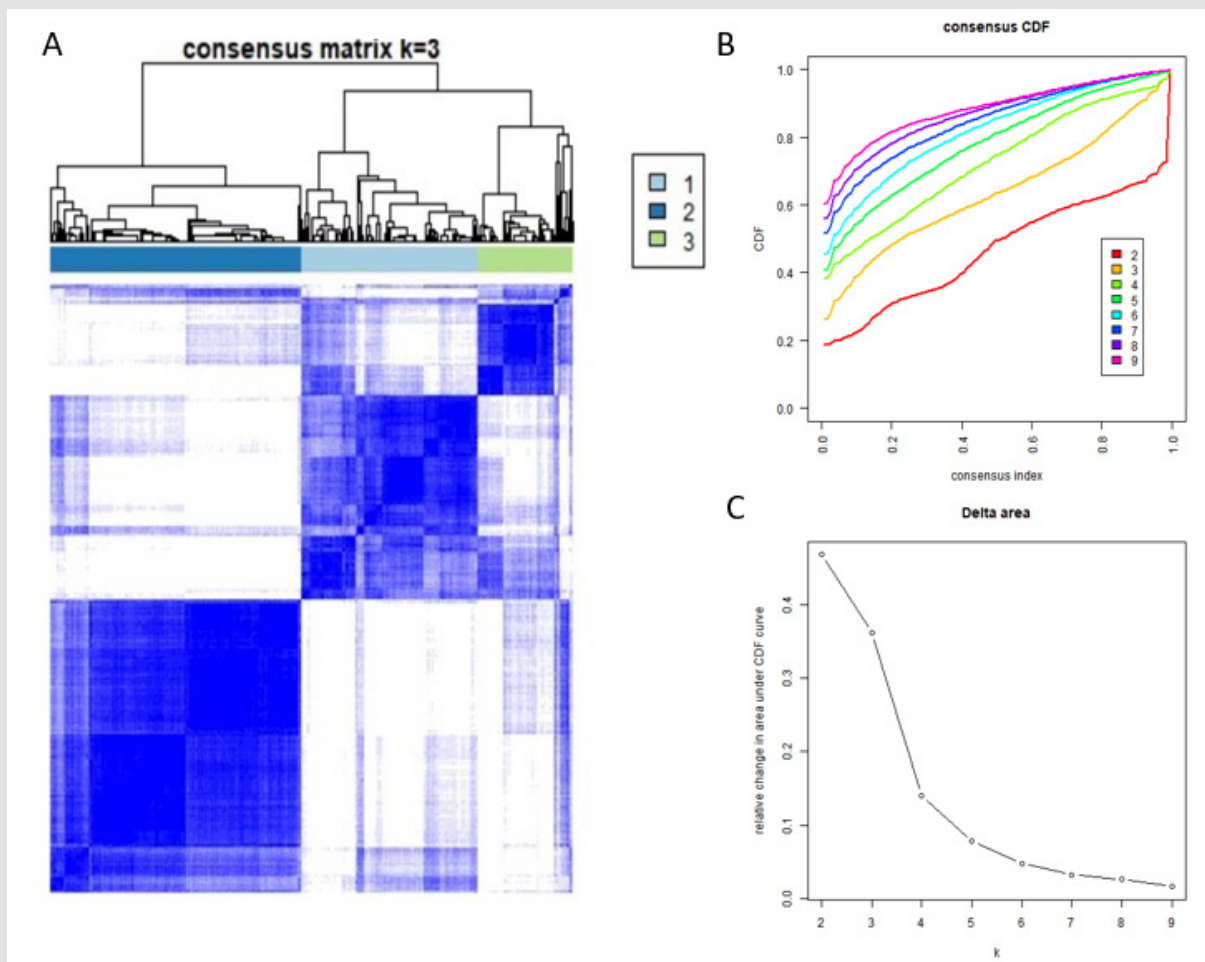 A
consensus matrix k=3
1
2
3
B
consensus CDF
CDF
1.0
0.8
0.6
0.4
0.2
0.0
2
3
4
5
6
7
8
9
0.0 0.2 0.4 0.6 0.8 1.0
consensus index
C
Delta area
relative change in area under CDF curve
0.4
0.3
0.2
0.1
0.0
2 3 4 5 6 7 8 9
k